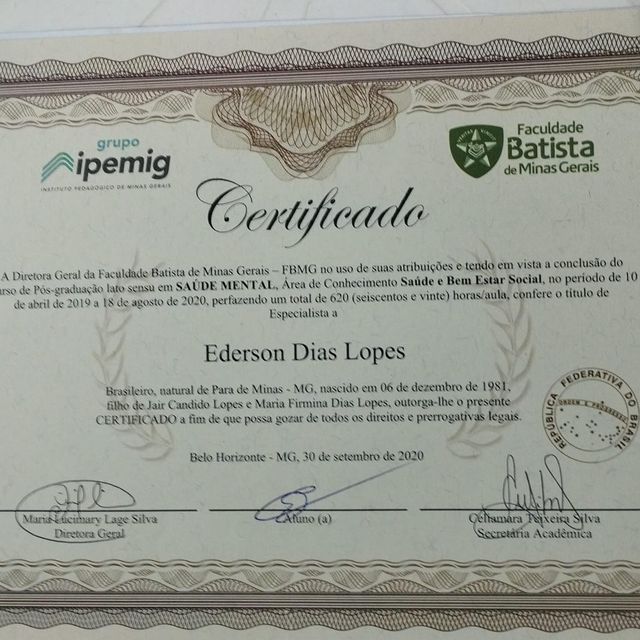 grupo
ipemig
INSTITUTO PEDAGÓGICO DE MINAS GERAIS
Faculdade
Batista
de Minas Gerais
Certificado
A Diretora Geral da Faculdade Batista de Minas Gerais – FBMG no uso de suas atribuições e tendo em vista a conclusão do
urso de Pós-graduação lato sensu em SAÚDE MENTAL, Área de Conhecimento Saúde e Bem Estar Social, no período de 10
de abril de 2019 a 18 de agosto de 2020, perfazendo um total de 620 (seiscentos e vinte) horas/aula, confere o título de
Especialista a
Ederson Dias Lopes
Brasileiro, natural de Para de Minas - MG, nascido em 06 de dezembro de 1981,
filho de Jair Candido Lopes e Maria Firmina Dias Lopes, outorga-lhe o presente
CERTIFICADO a fim de que possa gozar de todos os direitos e prerrogativas legais.
REPÚBLICA FEDERATIVA DO BRASIL
ORDEM E PROGRESSO
Belo Horizonte - MG, 30 de setembro de 2020
Maria Lucimary Lage Silva
Diretora Geral
Aluno (a)
Celhamara Teixeira Silva
Secretária Acadêmica